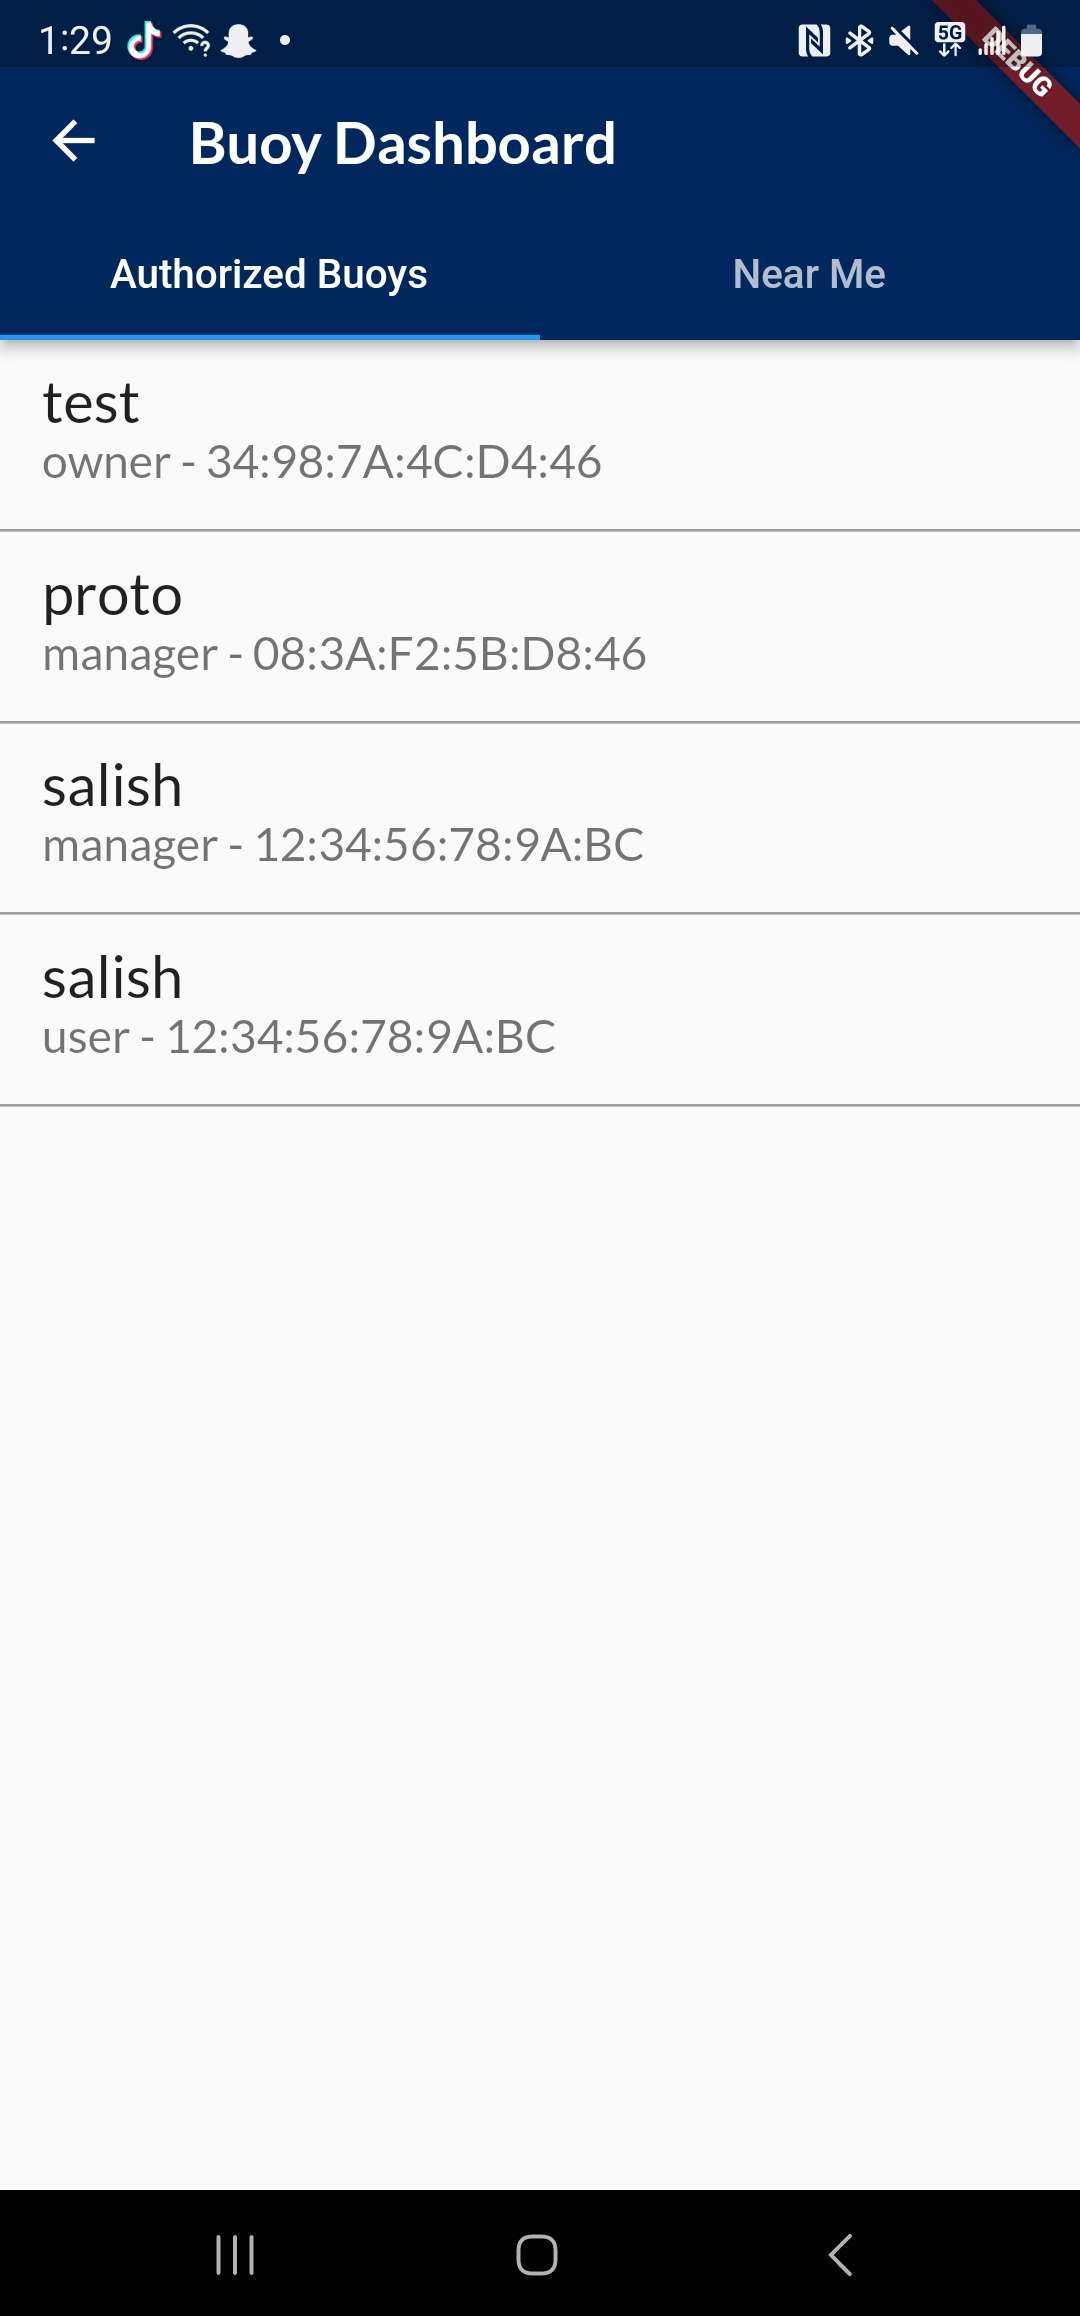 1:29
5G
DEBUG
Buoy Dashboard
Authorized Buoys
Near Me
test
owner - 34:98:7A:4C:D4:46
proto
manager - 08:3A:F2:5B:D8:46
salish
manager - 12:34:56:78:9A:BC
salish
user - 12:34:56:78:9A:BC